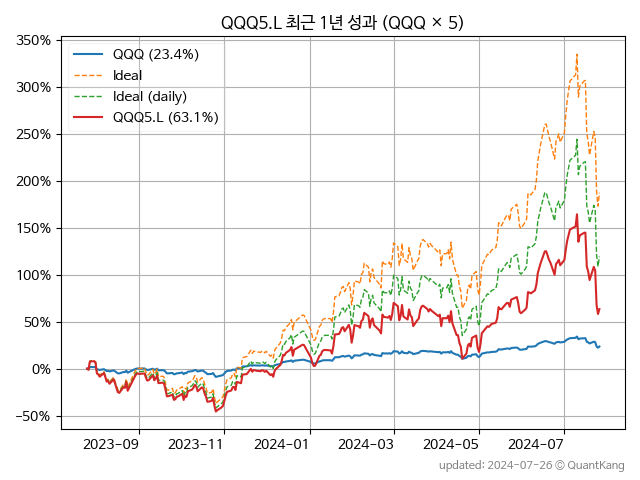 QQQ5.L 최근 1년 성과 (QQQ × 5)
350%
300%
250%
200%
150%
100%
50%
0%
−50%
QQQ (23.4%)
Ideal
Ideal (daily)
QQQ5.L (63.1%)
2023−09
2023−11
2024−01
2024−03
2024−05
2024−07
updated: 2024-07-26 © QuantKang